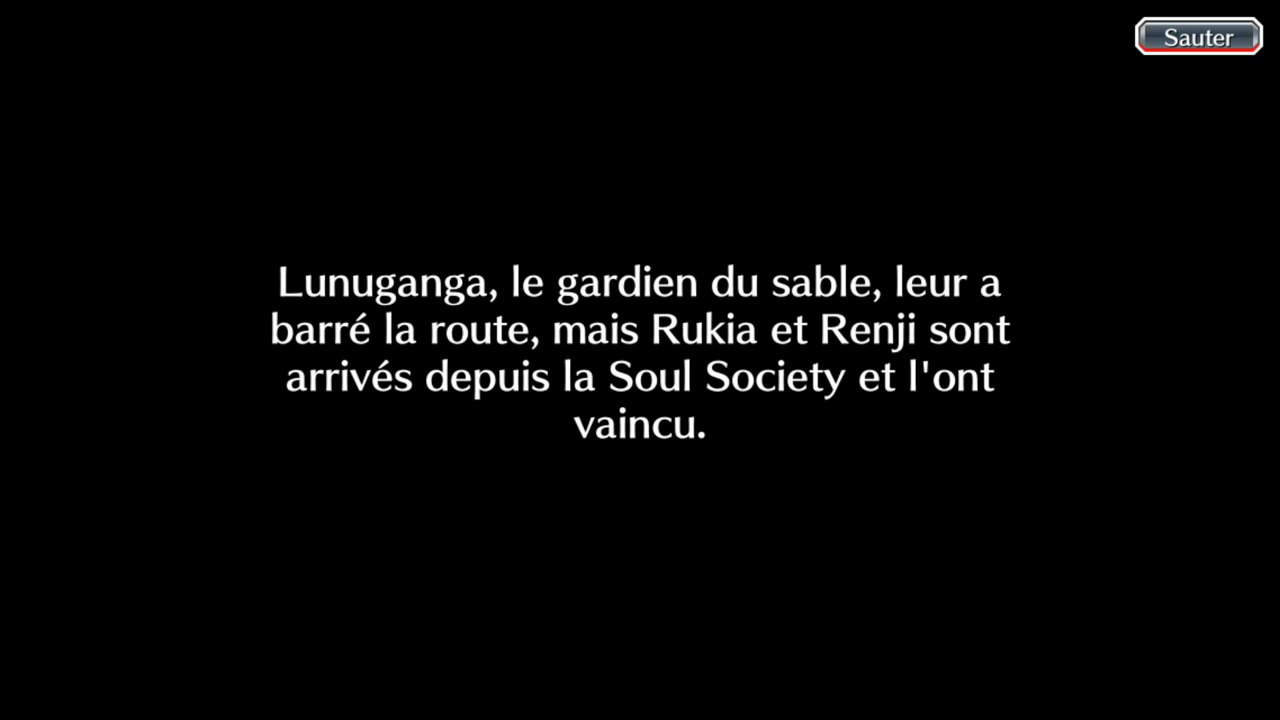 Sauter
Lunuganga, le gardien du sable, leur a
barré la route, mais Rukia et Renji sont
arrivés depuis la Soul Society et l'ont
vaincu.